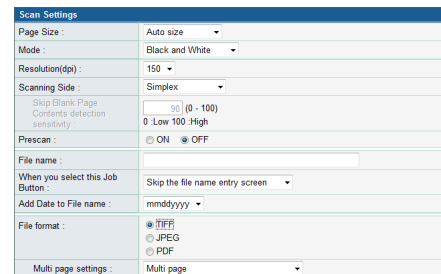 Scan Settings
Page Size : Auto size
Mode : Black and White
Resolution(dpi) : 150
Scanning Side : Simplex
Skip Blank Page
Contents detection
sensitivity :
90 (0 - 100)
0 :Low 100 :High
Prescan : ON OFF
File name :
When you select this Job
Button :
Skip the file name entry screen
Add Date to File name : mmddyyyy
File format : TIFF
JPEG
PDF
Multi page settings : Multi page